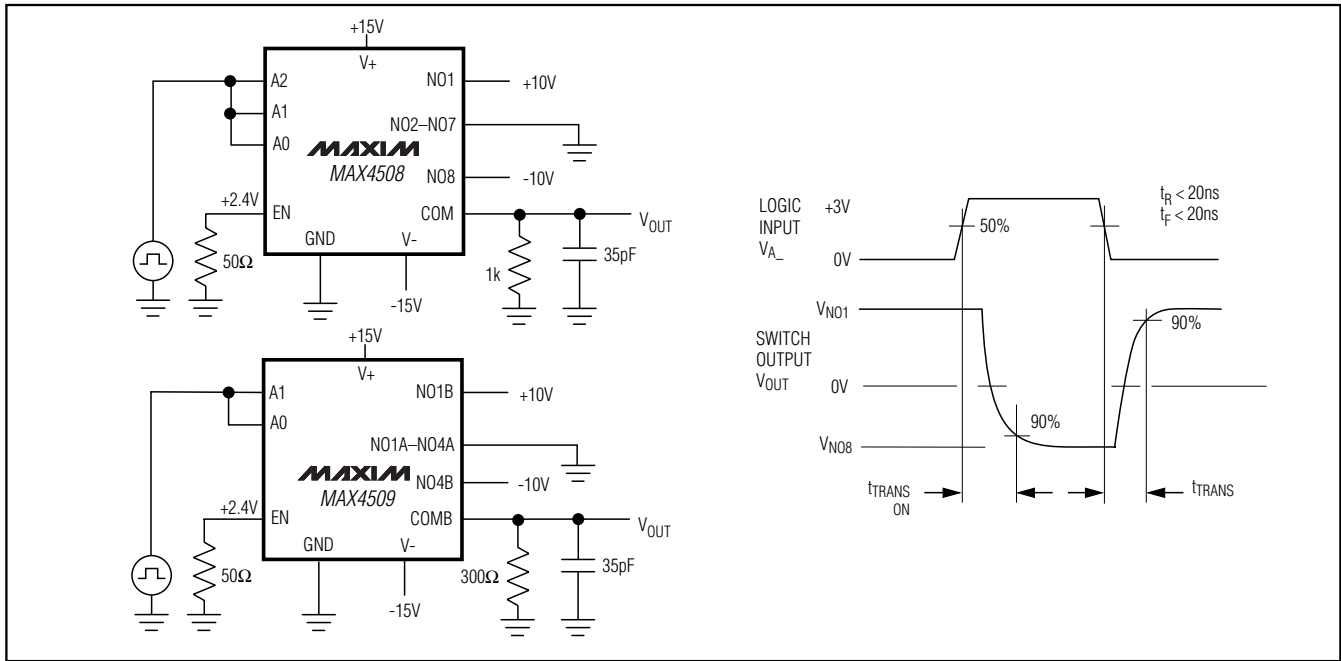 +15V
V+
A2
A1
A0
NO1
+10V
NO2–NO7
MAXIM
MAX4508
NO8
-10V
+2.4V
EN
COM
VOUT
GND
V-
50Ω
1k
35pF
-15V
+15V
V+
A1
A0
NO1B
+10V
NO1A–NO4A
MAXIM
MAX4509
NO4B
-10V
+2.4V
EN
COMB
VOUT
GND
V-
50Ω
300Ω
35pF
-15V
LOGIC
INPUT
VA_
+3V
0V
50%
tR < 20ns
tF < 20ns
VNO1
SWITCH
OUTPUT
VOUT
0V
90%
90%
VNO8
tTRANS
ON
tTRANS